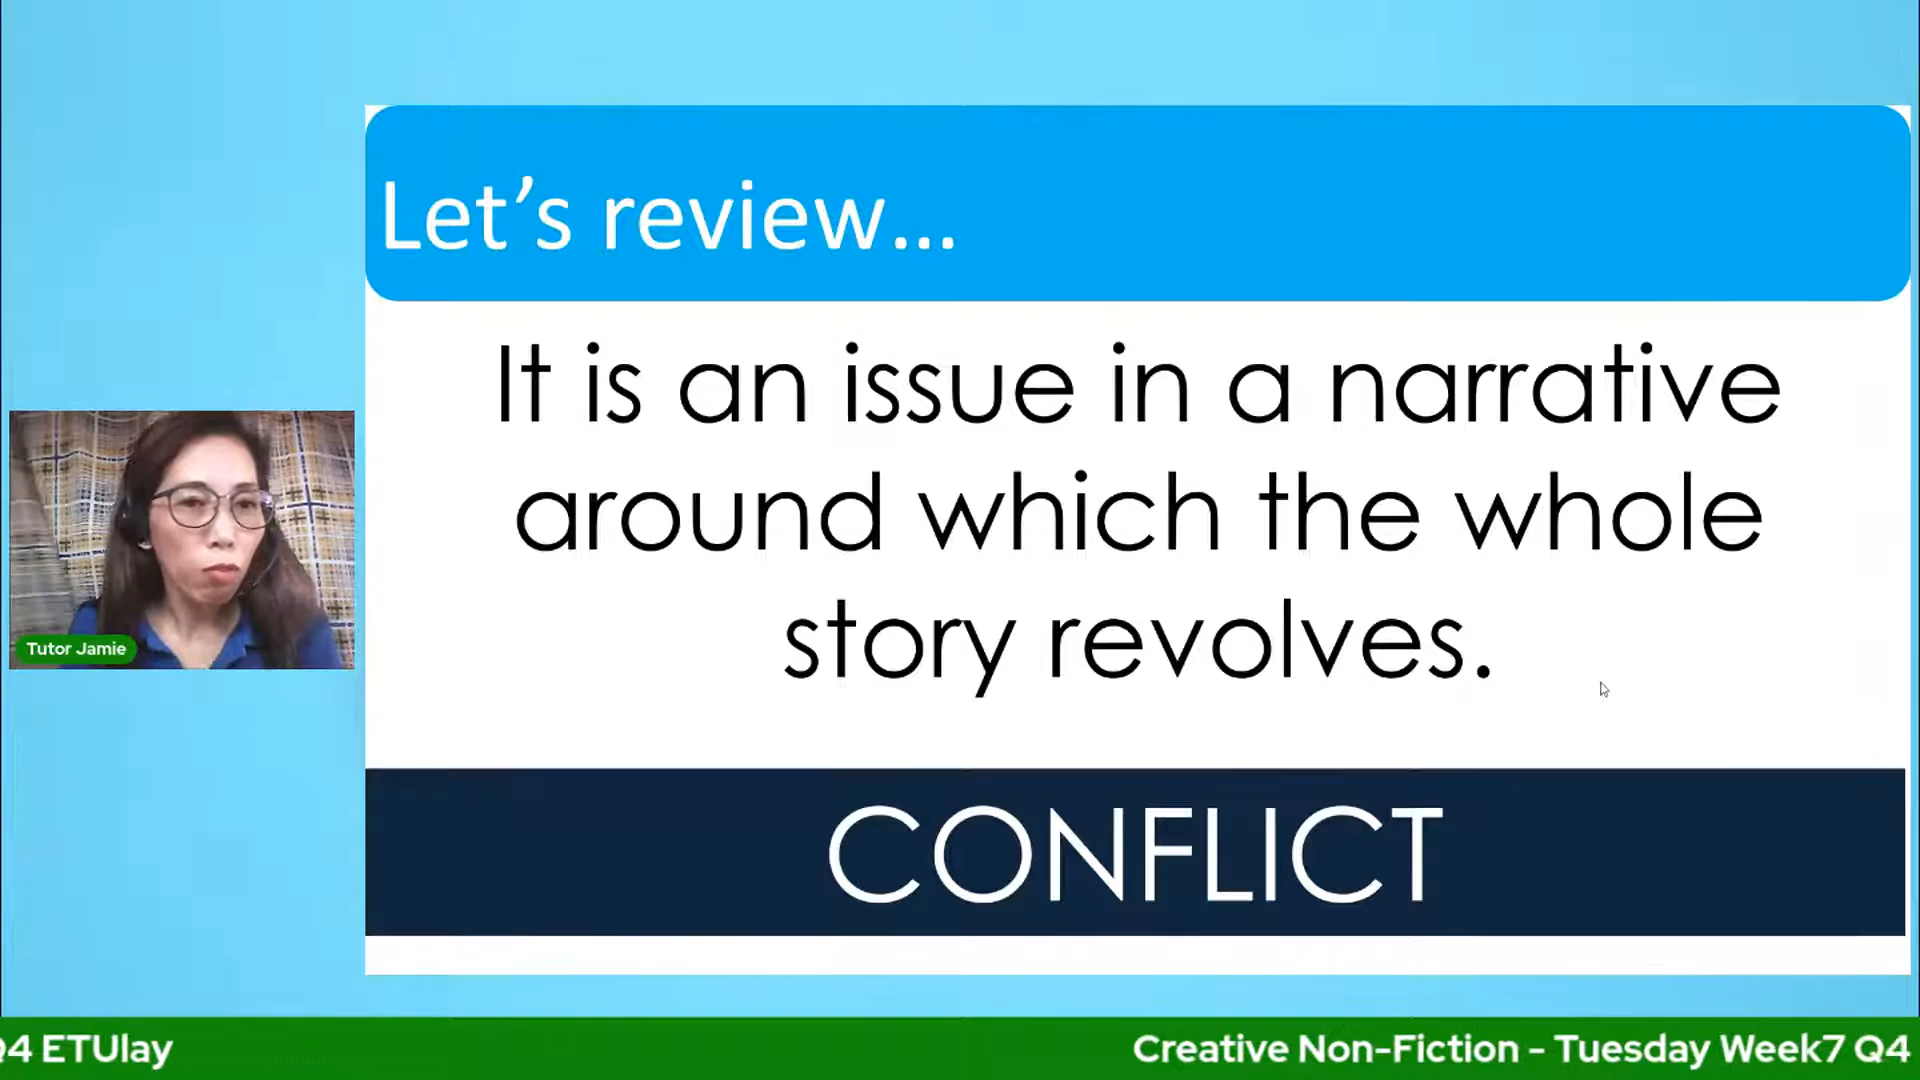 Let’s review...
It is an issue in a narrative
around which the whole
story revolves.
Tutor Jamie
CONFLICT
Q4 ETUlay
Creative Non-Fiction - Tuesday Week7 Q4